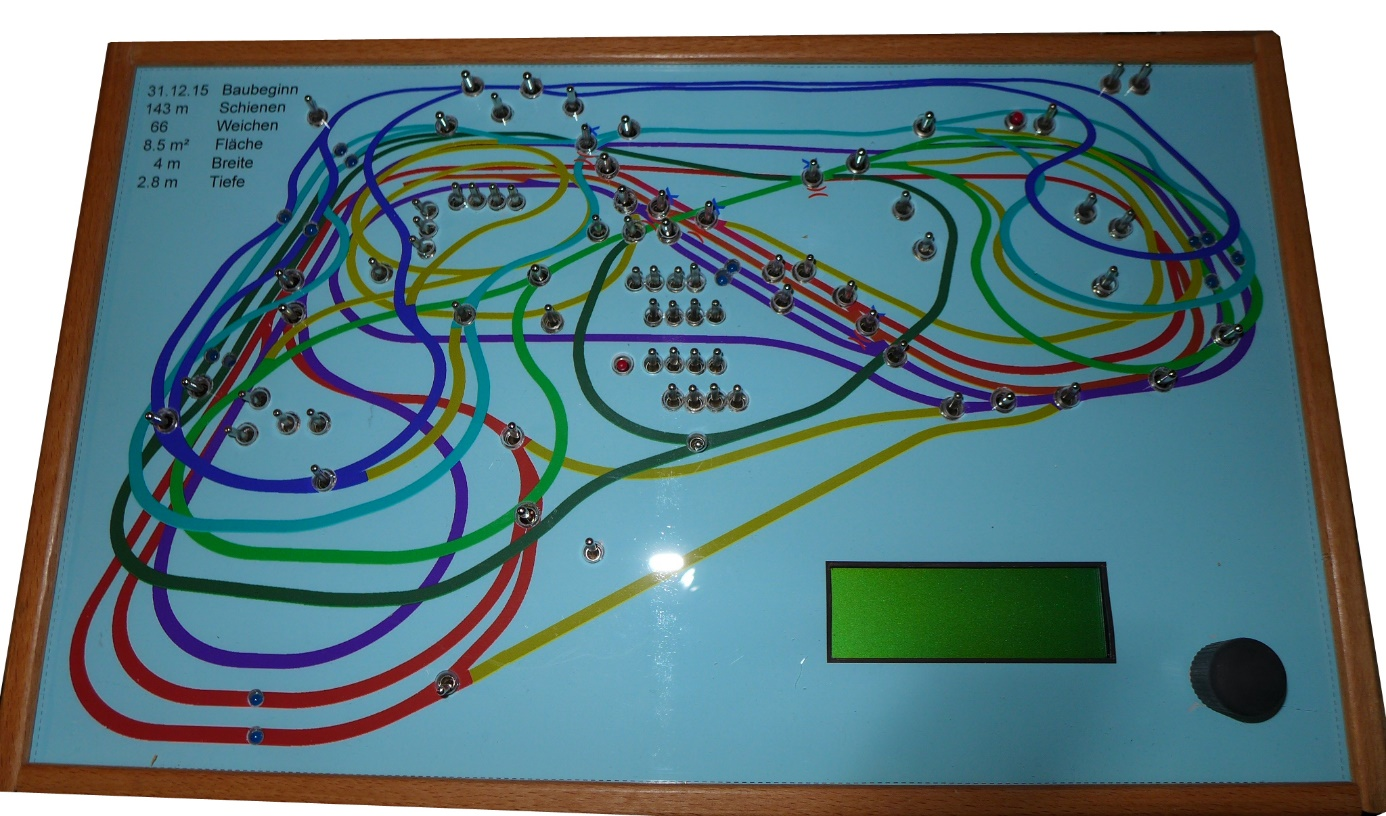 31.12.15 Baubeginn
143 m Schienen
66 Weichen
8.5 m² Fläche
4 m Breite
2.8 m Tiefe